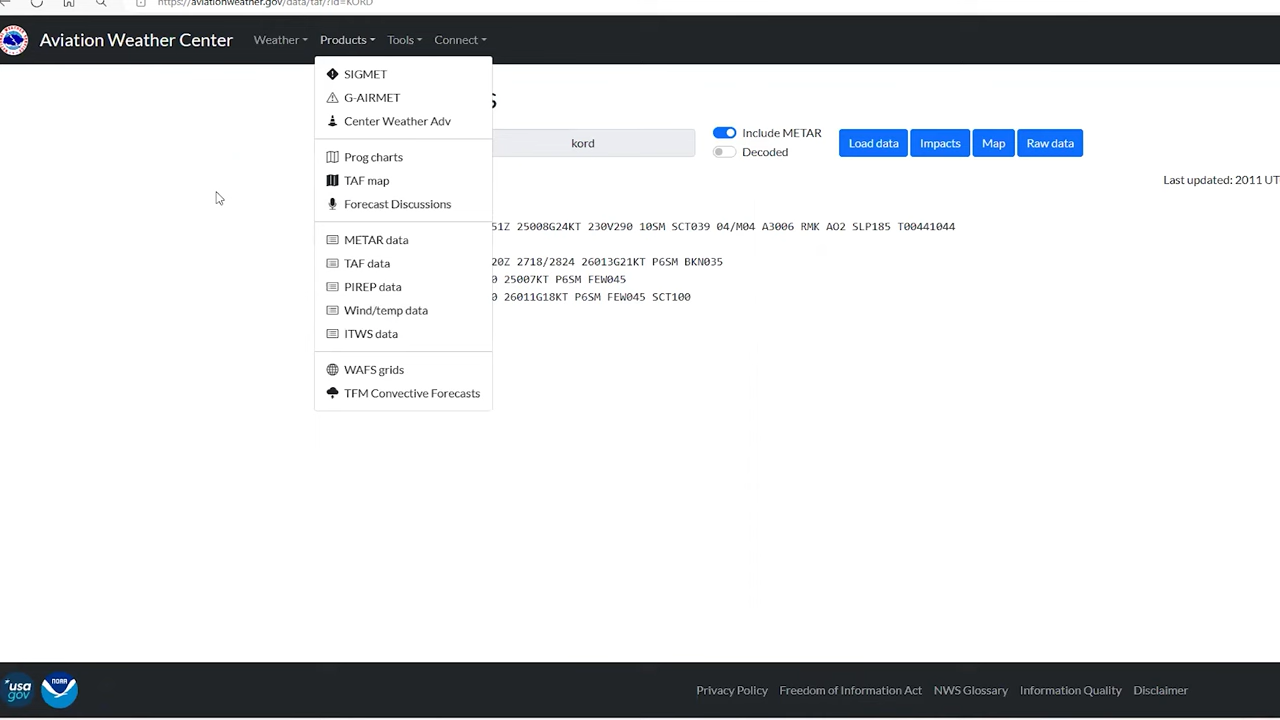 https://aviationweather.gov/data/taf/?id=KORD
Aviation Weather Center
Weather
Products
Tools
Connect
SIGMET
G-AIRMET
Center Weather Adv
Prog charts
TAF map
Forecast Discussions
METAR data
TAF data
PIREP data
Wind/temp data
ITWS data
WAFS grids
TFM Convective Forecasts
s
kord
Include METAR
Decoded
Load data
Impacts
Map
Raw data
Last updated: 2011 UT
51Z 25008G24KT 230V290 10SM SCT039 04/M04 A3006 RMK AO2 SLP185 T00441044
20Z 2718/2824 26013G21KT P6SM BKN035
0 25007KT P6SM FEW045
0 26011G18KT P6SM FEW045 SCT100
USA
gov
NOAA
Privacy Policy
Freedom of Information Act
NWS Glossary
Information Quality
Disclaimer